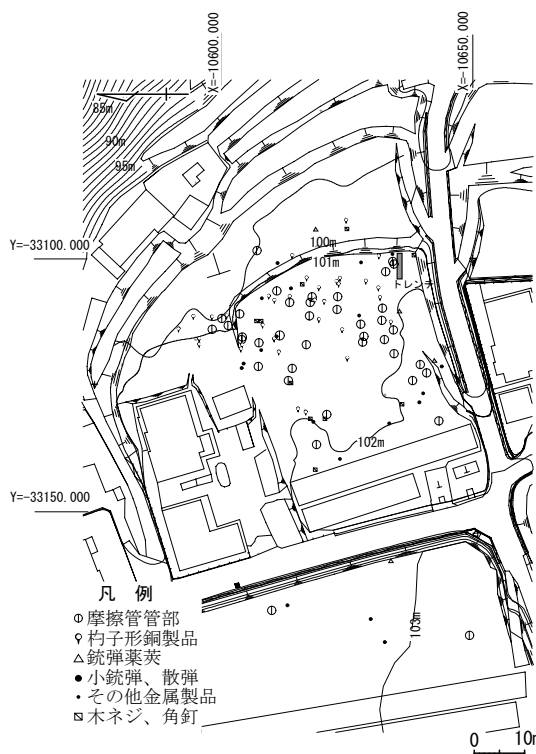 X=-10600.000
X=-10650.000
85m
90m
95m
Y=-33100.000
100m
101m
トレンチ
102m
Y=-33150.000
103m
凡 例
摩擦管管部
杓子形銅製品
銃弾薬莢
小銃弾、散弾
その他金属製品
木ネジ、角釘
0 10m